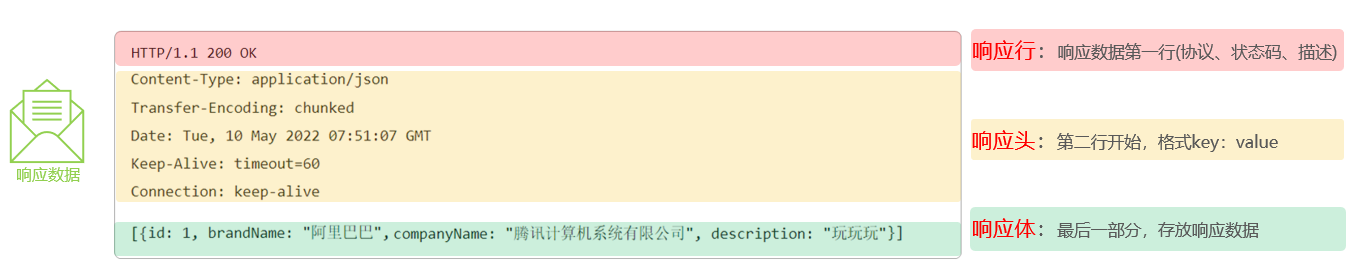 HTTP/1.1 200 OK
响应行：响应数据第一行(协议、状态码、描述)
Content-Type: application/json
Transfer-Encoding: chunked
Date: Tue, 10 May 2022 07:51:07 GMT
Keep-Alive: timeout=60
Connection: keep-alive
响应头：第二行开始，格式key：value
响应数据
[{id: 1, brandName: "阿里巴巴",companyName: "腾讯计算机系统有限公司", description: "玩玩玩"}]
响应体：最后一部分，存放响应数据